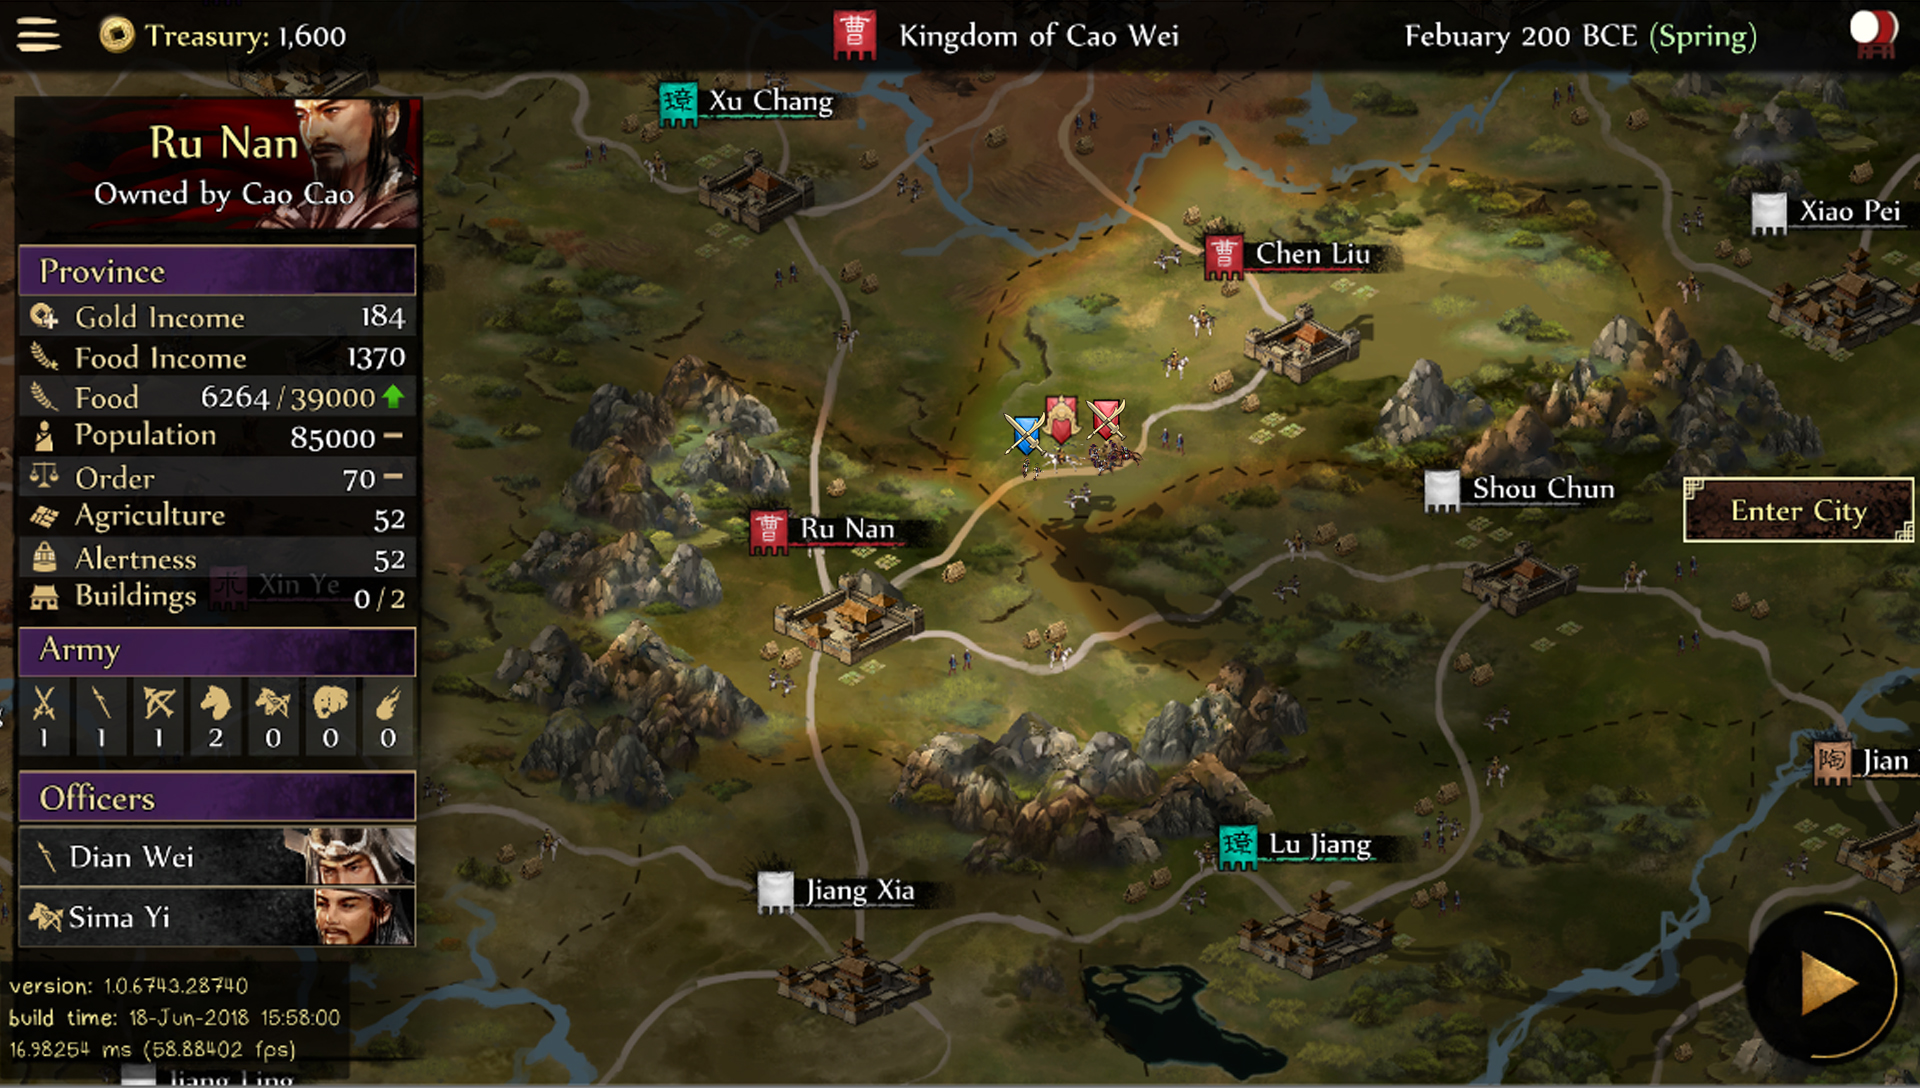 Treasury: 1,600
曹 Kingdom of Cao Wei
Febuary 200 BCE (Spring)
Ru Nan
Owned by Cao Cao
Province
Gold Income 184
Food Income 1370
Food 6264/39000
Population 85000
Order 70
Agriculture 52
Alertness 52
Buildings 0/2
Army
1 1 1 2 0 0 0
Officers
Dian Wei
Sima Yi
version: 1.0.6743.28740
build time: 18-Jun-2018 15:58:00
16.98254 ms (58.88402 fps)
Xu Chang
Xiao Pei
曹 Chen Liu
Shou Chun
Enter City
曹 Ru Nan
Xin Ye
陶 Jian
Lu Jiang
Jiang Xia
Jiang Ling